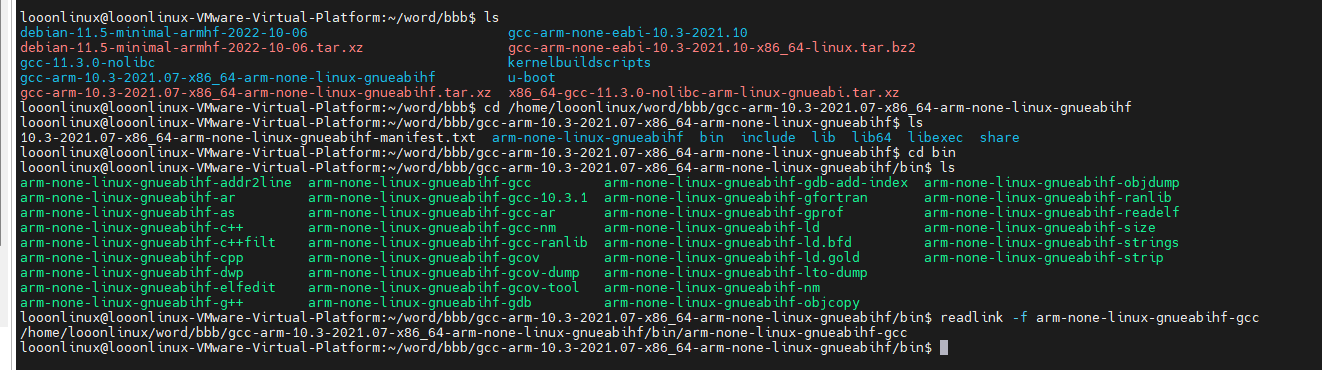 looonlinux@looonlinux-VMware-Virtual-Platform:~/word/bbb$ ls
debian-11.5-minimal-armhf-2022-10-06 gcc-arm-none-eabi-10.3-2021.10
debian-11.5-minimal-armhf-2022-10-06.tar.xz gcc-arm-none-eabi-10.3-2021.10-x86_64-linux.tar.bz2
gcc-11.3.0-nolibc kernelbuildscripts
gcc-arm-10.3-2021.07-x86_64-arm-none-linux-gnueabihf u-boot
gcc-arm-10.3-2021.07-x86_64-arm-none-linux-gnueabihf.tar.xz x86_64-gcc-11.3.0-nolibc-arm-linux-gnueabi.tar.xz
looonlinux@looonlinux-VMware-Virtual-Platform:~/word/bbb$ cd /home/looonlinux/word/bbb/gcc-arm-10.3-2021.07-x86_64-arm-none-linux-gnueabihf
looonlinux@looonlinux-VMware-Virtual-Platform:~/word/bbb/gcc-arm-10.3-2021.07-x86_64-arm-none-linux-gnueabihf$ ls
10.3-2021.07-x86_64-arm-none-linux-gnueabihf-manifest.txt arm-none-linux-gnueabihf bin include lib lib64 libexec share
looonlinux@looonlinux-VMware-Virtual-Platform:~/word/bbb/gcc-arm-10.3-2021.07-x86_64-arm-none-linux-gnueabihf$ cd bin
looonlinux@looonlinux-VMware-Virtual-Platform:~/word/bbb/gcc-arm-10.3-2021.07-x86_64-arm-none-linux-gnueabihf/bin$ ls
arm-none-linux-gnueabihf-addr2line arm-none-linux-gnueabihf-gcc arm-none-linux-gnueabihf-gdb-add-index arm-none-linux-gnueabihf-objdump
arm-none-linux-gnueabihf-ar arm-none-linux-gnueabihf-gcc-10.3.1 arm-none-linux-gnueabihf-gfortran arm-none-linux-gnueabihf-ranlib
arm-none-linux-gnueabihf-as arm-none-linux-gnueabihf-gcc-ar arm-none-linux-gnueabihf-gprof arm-none-linux-gnueabihf-readelf
arm-none-linux-gnueabihf-c++ arm-none-linux-gnueabihf-gcc-nm arm-none-linux-gnueabihf-ld arm-none-linux-gnueabihf-size
arm-none-linux-gnueabihf-c++filt arm-none-linux-gnueabihf-gcc-ranlib arm-none-linux-gnueabihf-ld.bfd arm-none-linux-gnueabihf-strings
arm-none-linux-gnueabihf-cpp arm-none-linux-gnueabihf-gcov arm-none-linux-gnueabihf-ld.gold arm-none-linux-gnueabihf-strip
arm-none-linux-gnueabihf-dwp arm-none-linux-gnueabihf-gcov-dump arm-none-linux-gnueabihf-lto-dump
arm-none-linux-gnueabihf-elfedit arm-none-linux-gnueabihf-gcov-tool arm-none-linux-gnueabihf-nm
arm-none-linux-gnueabihf-g++ arm-none-linux-gnueabihf-gdb arm-none-linux-gnueabihf-objcopy
looonlinux@looonlinux-VMware-Virtual-Platform:~/word/bbb/gcc-arm-10.3-2021.07-x86_64-arm-none-linux-gnueabihf/bin$ readlink -f arm-none-linux-gnueabihf-gcc
/home/looonlinux/word/bbb/gcc-arm-10.3-2021.07-x86_64-arm-none-linux-gnueabihf/bin/arm-none-linux-gnueabihf-gcc
looonlinux@looonlinux-VMware-Virtual-Platform:~/word/bbb/gcc-arm-10.3-2021.07-x86_64-arm-none-linux-gnueabihf/bin$